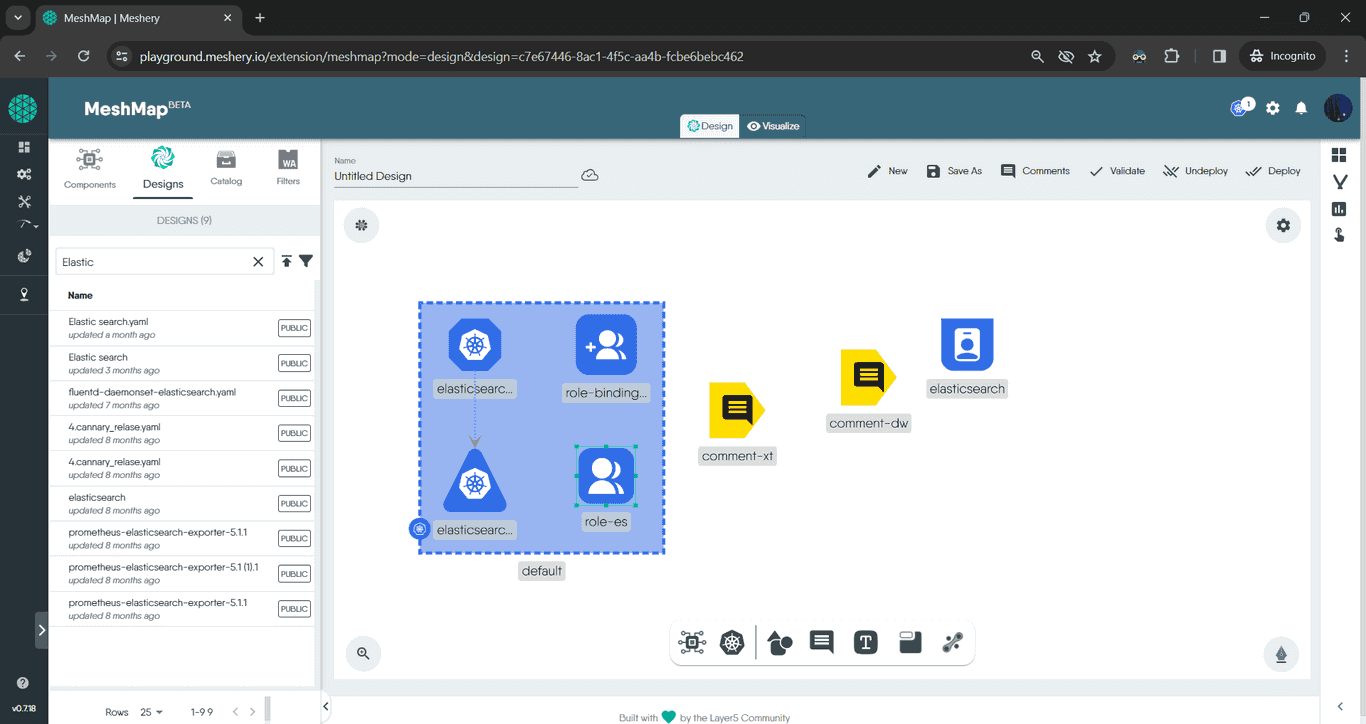 MeshMap | Meshery
playground.meshery.io/extension/meshmap?mode=design&design=c7e67446-8ac1-4f5c-aa4b-fcbe6bebc462
Incognito
MeshMap BETA
1
Design
Visualize
Components
Designs
Catalog
WA
Filters
DESIGNS (9)
Elastic
Name
Elastic search.yaml
updated a month ago
PUBLIC
Elastic search
updated 3 months ago
PUBLIC
fluentd-daemonset-elasticsearch.yaml
updated 7 months ago
PUBLIC
4.cannary_relase.yaml
updated 8 months ago
PUBLIC
4.cannary_relase.yaml
updated 8 months ago
PUBLIC
elasticsearch
updated 8 months ago
PUBLIC
prometheus-elasticsearch-exporter-5.1.1
updated 8 months ago
PUBLIC
prometheus-elasticsearch-exporter-5.1 (1).1
updated 8 months ago
PUBLIC
prometheus-elasticsearch-exporter-5.1.1
updated 8 months ago
PUBLIC
Rows 25 1-9 9
v0.7.18
Name
Untitled Design
New
Save As
Comments
Validate
Undeploy
Deploy
elasticsearc...
role-binding...
elasticsearc...
role-es
default
comment-xt
comment-dw
elasticsearch
T
Built with by the Layer5 Community